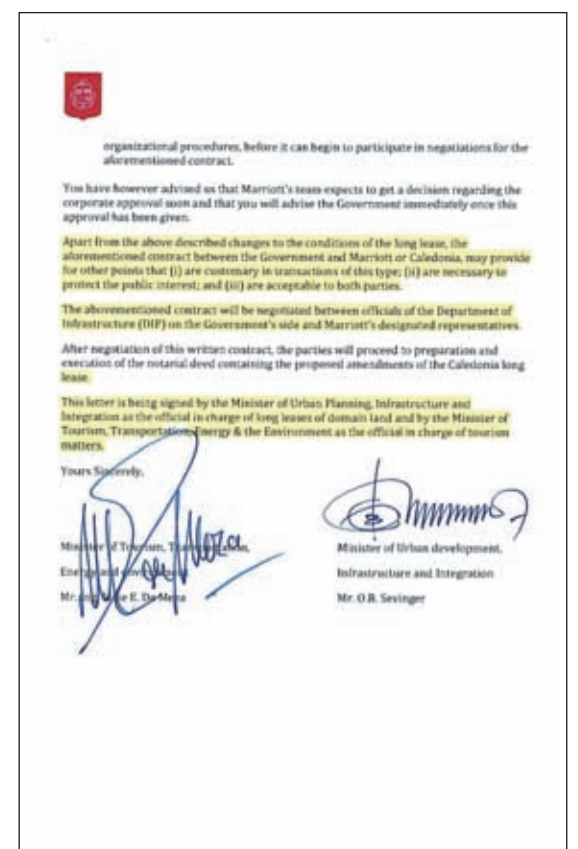 organizational procedures, before it can begin to participate in negotiations for the
aforementioned contract.
You have however advised us that Marriott's team expects to get a decision regarding the
corporate approval soon and that you will advise the Government immediately once this
approval has been given.
Apart from the above described changes to the conditions of the long lease, the
aforementioned contract between the Government and Marriott or Caledonia, may provide
for other points that (i) are customary in transactions of this type; (ii) are necessary to
protect the public interest; and (iii) are acceptable to both parties.
The abovementioned contract will be negotiated between officials of the Department of
Infrastructure (DIP) on the Government's side and Marriott's designated representatives.
After negotiation of this written contract, the parties will proceed to preparation and
execution of the notarial deed containing the proposed amendments of the Caledonia long
lease.
This letter is being signed by the Minister of Urban Planning, Infrastructure and
Integration as the official in charge of long leases of domain land and by the Minister of
Tourism, Transportation, Energy & the Environment as the official in charge of tourism
matters.
Yours Sincerely,
Minister of Tourism,
Energy and
Mr. E. De Meza
Minister of Urban development,
Infrastructure and Integration
Mr. O.B. Sevinger